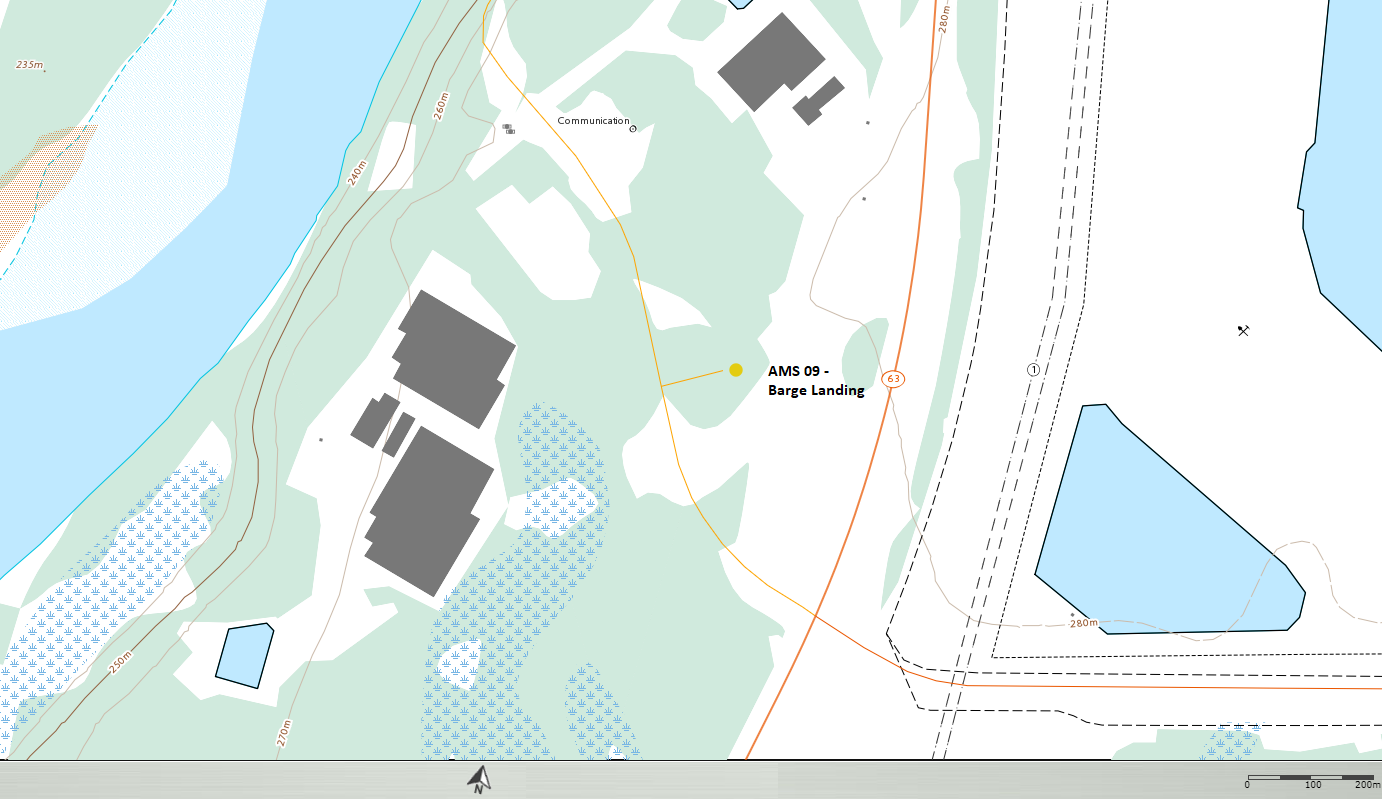 280m
235m
260m
Communication
240m
AMS 09 -
Barge Landing
63
1
280m
250m
270m
0 100 200m